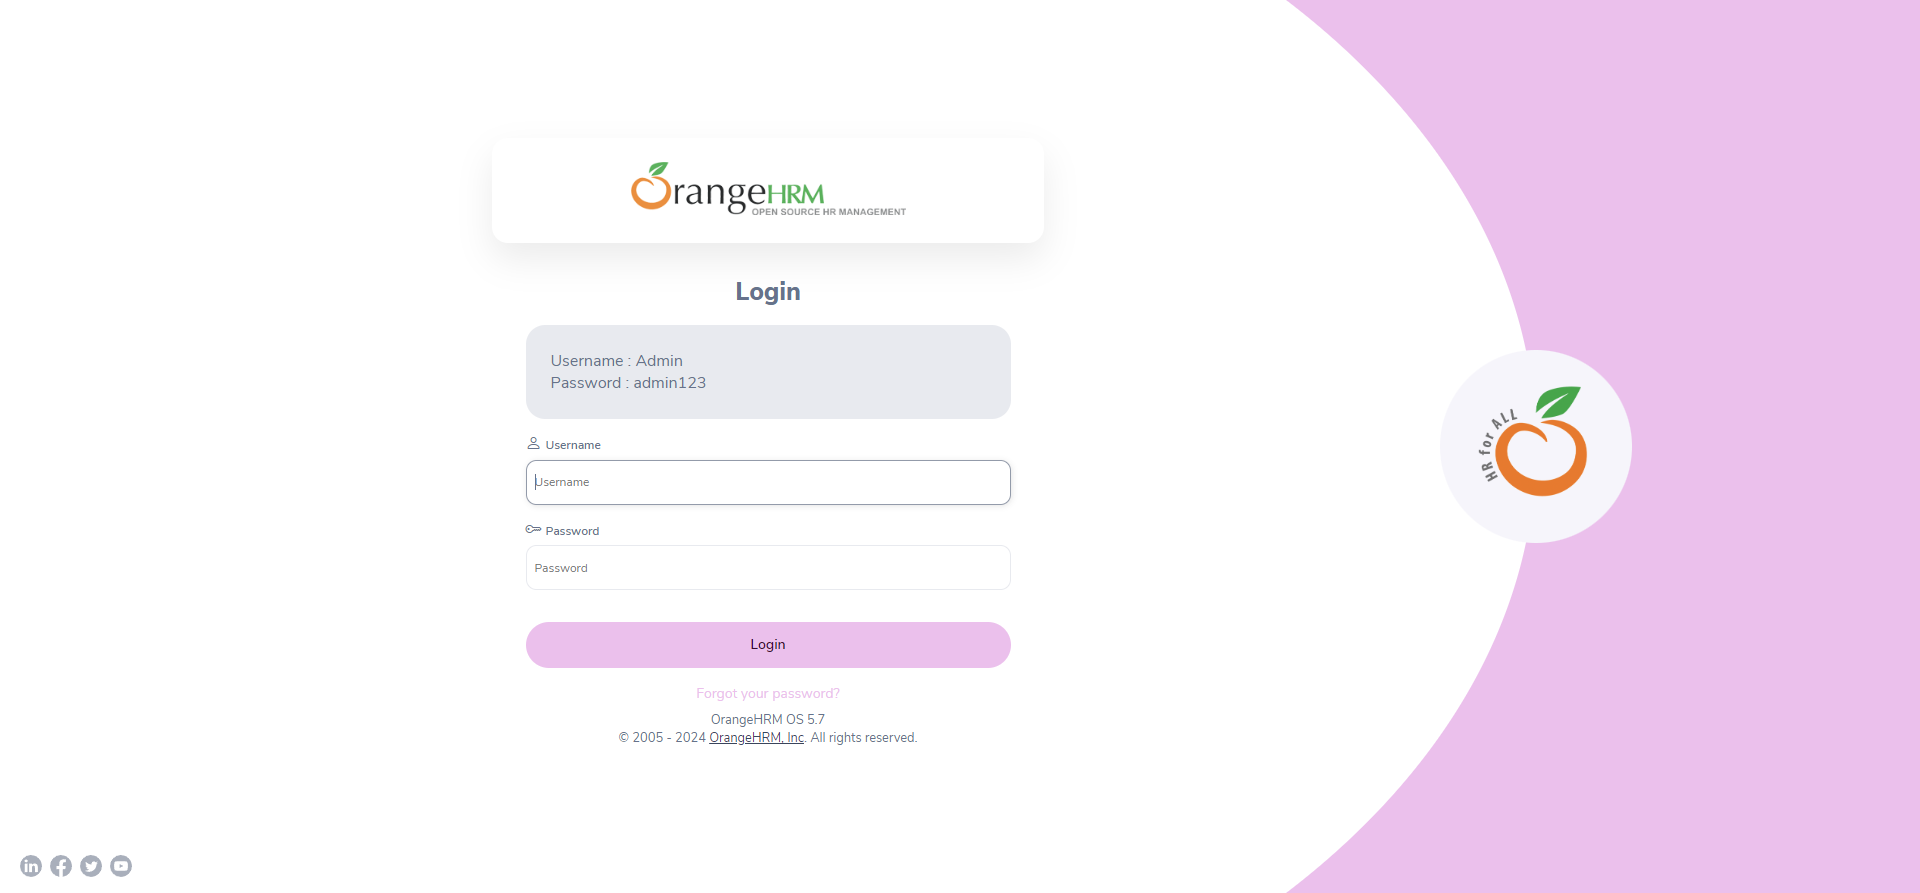 OrangeHRM
OPEN SOURCE HR MANAGEMENT
Login
Username : Admin
Password : admin123
Username
Username
Password
Password
Login
Forgot your password?
OrangeHRM OS 5.7
© 2005 - 2024 OrangeHRM, Inc. All rights reserved.
HR for ALL
in